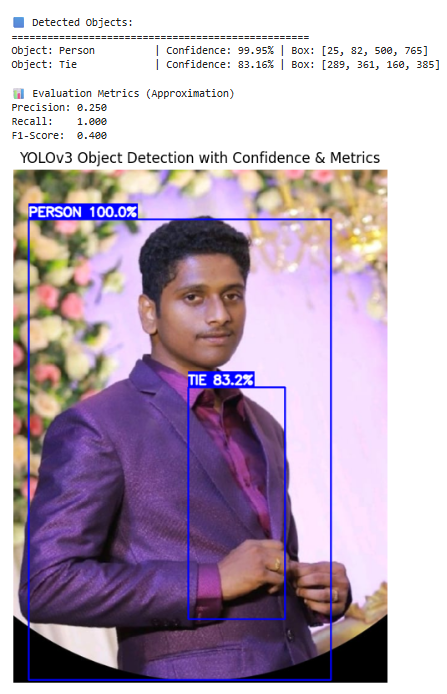 Detected Objects:
==================================================
Object: Person | Confidence: 99.95% | Box: [25, 82, 500, 765]
Object: Tie | Confidence: 83.16% | Box: [289, 361, 160, 385]
Evaluation Metrics (Approximation)
Precision: 0.250
Recall: 1.000
F1-Score: 0.400
YOLOv3 Object Detection with Confidence & Metrics
PERSON 100.0%
TIE 83.2%